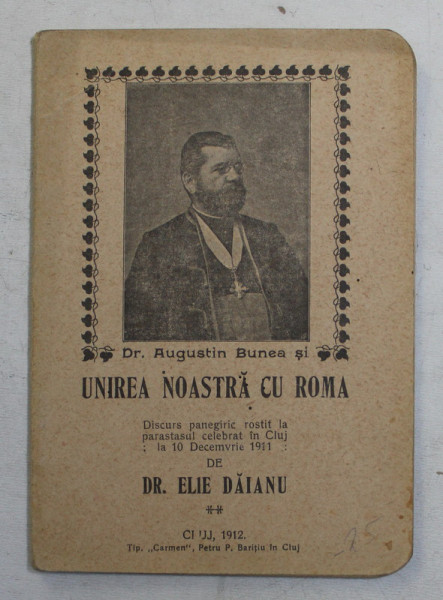 Dr. Augustin Bunea și
UNIREA NOASTRĂ CU ROMA
Discurs panegiric rostit la
parastasul celebrat în Cluj
: la 10 Decemvrie 1911 :
DE
DR. ELIE DĂIANU
CLUJ, 1912.
Tip. „Carmen", Petru P. Barițiu în Cluj